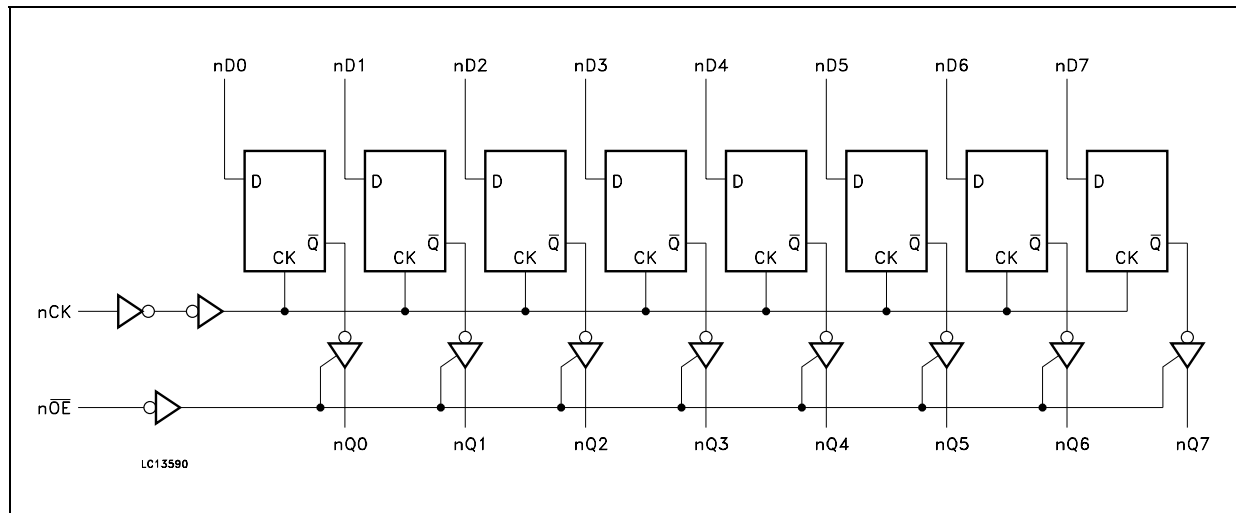 nD0 nD1 nD2 nD3 nD4 nD5 nD6 nD7
D D D D D D D D
Q̅ Q̅ Q̅ Q̅ Q̅ Q̅ Q̅ Q̅
CK CK CK CK CK CK CK CK
nCK
nO̅E̅
nQ0 nQ1 nQ2 nQ3 nQ4 nQ5 nQ6 nQ7
LC13590